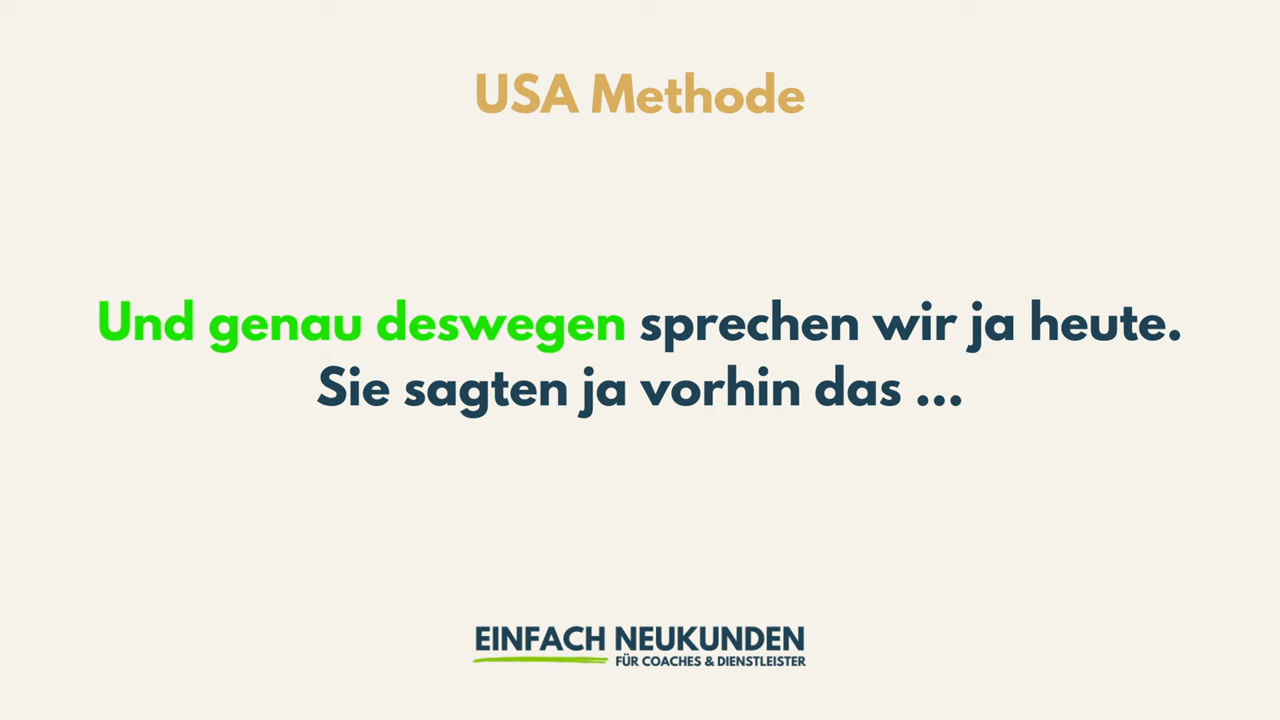 USA Methode
Und genau deswegen sprechen wir ja heute.
Sie sagten ja vorhin das ...
EINFACH NEUKUNDEN
FÜR COACHES & DIENSTLEISTER